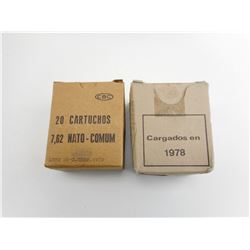 CBC
20 CARTUCHOS
7,62 NATO-COMUM
Cargados en
1978